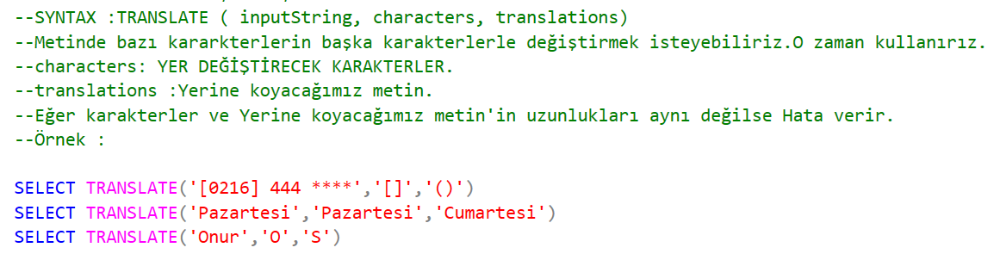 --SYNTAX :TRANSLATE ( inputString, characters, translations)
--Metinde bazı kararkterlerin başka karakterlerle değiştirmek isteyebiliriz.O zaman kullanırız.
--characters: YER DEĞİŞTİRECEK KARAKTERLER.
--translations :Yerine koyacağımız metin.
--Eğer karakterler ve Yerine koyacağımız metin'in uzunlukları aynı değilse Hata verir.
--Örnek :
SELECT TRANSLATE('[0216] 444 ****','[]','()')
SELECT TRANSLATE('Pazartesi','Pazartesi','Cumartesi')
SELECT TRANSLATE('Onur','O','S')